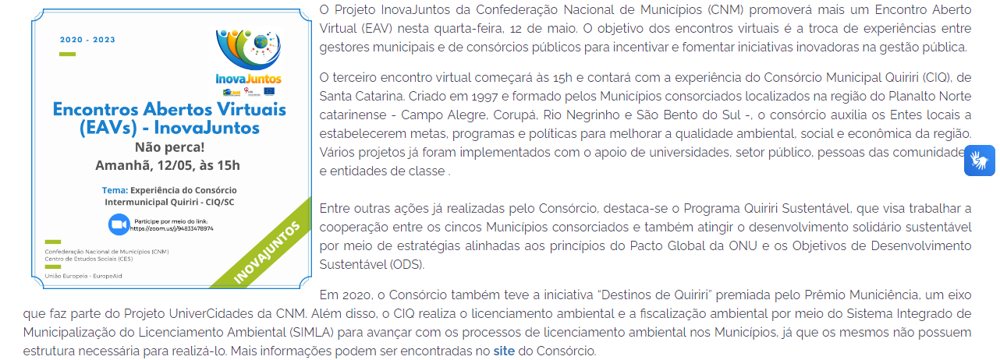 2020 - 2023
InovaJuntos
Encontros Abertos Virtuais
(EAVs) - InovaJuntos
Não perca!
Amanhã, 12/05, às 15h
Tema: Experiência do Consórcio
Intermunicipal Quiriri - CIQ/SC
Participe por meio do link:
https://zoom.us/j/94833478974
Confederação Nacional de Municípios (CNM)
Centro de Estudos Sociais (CES)
União Europeia - EuropeAid
INOVAJUNTOS
O Projeto InovaJuntos da Confederação Nacional de Municípios (CNM) promoverá mais um Encontro Aberto
Virtual (EAV) nesta quarta-feira, 12 de maio. O objetivo dos encontros virtuais é a troca de experiências entre
gestores municipais e de consórcios públicos para incentivar e fomentar iniciativas inovadoras na gestão pública.
O terceiro encontro virtual começará às 15h e contará com a experiência do Consórcio Municipal Quiriri (CIQ), de
Santa Catarina. Criado em 1997 e formado pelos Municípios consorciados localizados na região do Planalto Norte
catarinense - Campo Alegre, Corupá, Rio Negrinho e São Bento do Sul -, o consórcio auxilia os Entes locais a
estabelecerem metas, programas e políticas para melhorar a qualidade ambiental, social e econômica da região.
Vários projetos já foram implementados com o apoio de universidades, setor público, pessoas das comunidade
e entidades de classe .
Entre outras ações já realizadas pelo Consórcio, destaca-se o Programa Quiriri Sustentável, que visa trabalhar a
cooperação entre os cincos Municípios consorciados e também atingir o desenvolvimento solidário sustentável
por meio de estratégias alinhadas aos princípios do Pacto Global da ONU e os Objetivos de Desenvolvimento
Sustentável (ODS).
Em 2020, o Consórcio também teve a iniciativa “Destinos de Quiriri” premiada pelo Prêmio Municiência, um eixo
que faz parte do Projeto UniverCidades da CNM. Além disso, o CIQ realiza o licenciamento ambiental e a fiscalização ambiental por meio do Sistema Integrado de
Municipalização do Licenciamento Ambiental (SIMLA) para avançar com os processos de licenciamento ambiental nos Municípios, já que os mesmos não possuem
estrutura necessária para realizá-lo. Mais informações podem ser encontradas no site do Consórcio.